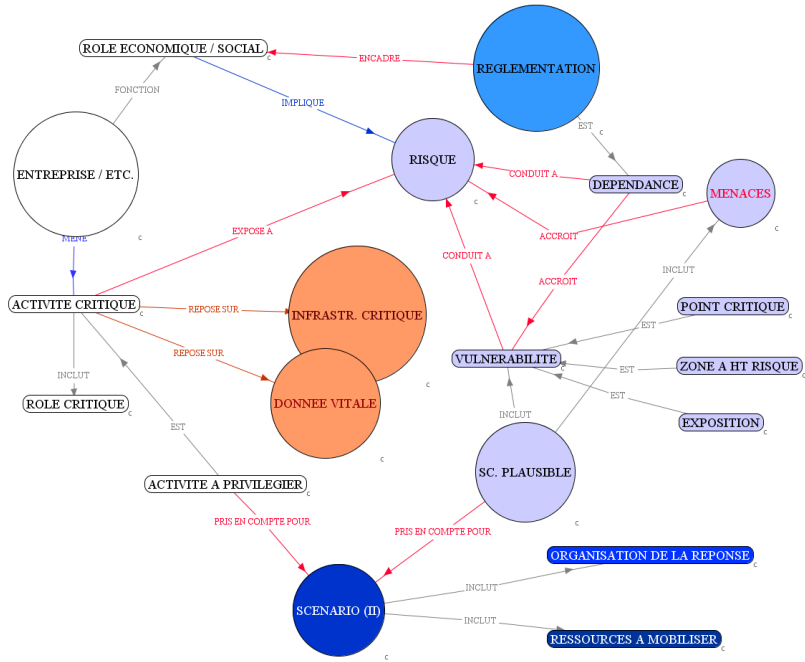 ROLE ECONOMIQUE / SOCIAL
c
ENCADRE
REGLEMENTATION
FONCTION
IMPLIQUE
EST
c
RISQUE
c
CONDUIT A
DEPENDANCE
c
MENACES
c
ENTREPRISE / ETC.
c
MENE
EXPOSE A
ACCROIT
CONDUIT A
INCLUT
ACCROIT
ACTIVITE CRITIQUE
c
REPOSE SUR
INFRASTR. CRITIQUE
c
POINT CRITIQUE
c
EST
REPOSE SUR
VULNERABILITE
c
EST
ZONE A HT RISQUE
c
INCLUT
EST
ROLE CRITIQUE
c
DONNEE VITALE
c
INCLUT
EXPOSITION
c
EST
SC. PLAUSIBLE
c
ACTIVITE A PRIVILEGIER
c
PRIS EN COMPTE POUR
PRIS EN COMPTE POUR
ORGANISATION DE LA REPONSE
c
INCLUT
SCENARIO (II)
c
INCLUT
RESSOURCES A MOBILISER
c